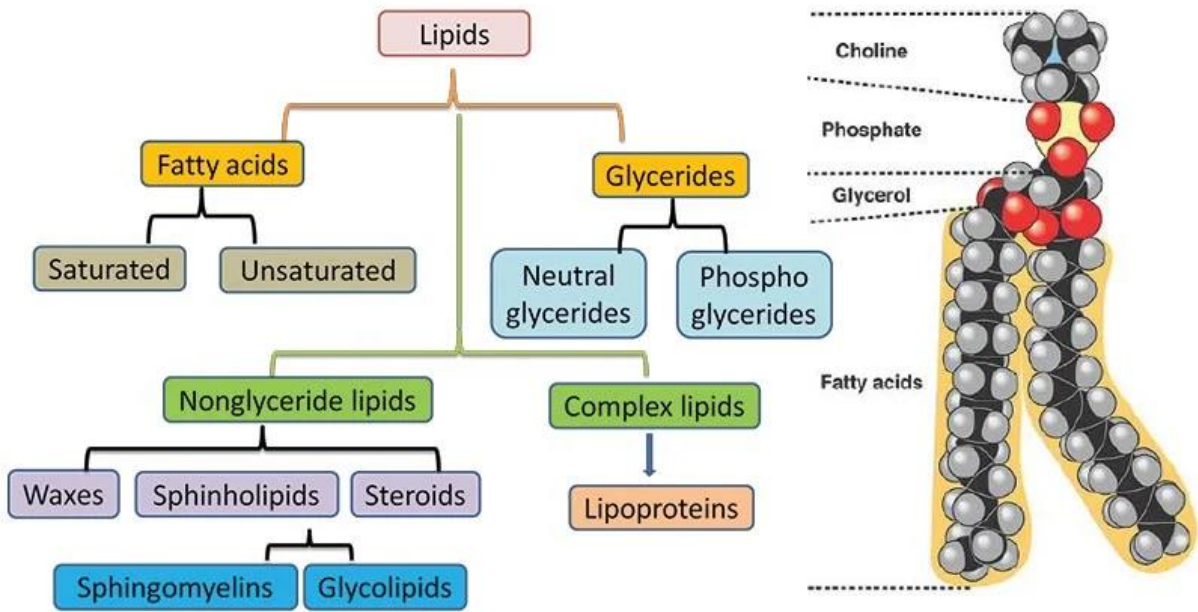 Lipids
Fatty acids
Glycerides
Saturated
Unsaturated
Neutral
glycerides
Phospho
glycerides
Nonglyceride lipids
Complex lipids
Waxes
Sphinholipids
Steroids
Lipoproteins
Sphingomyelins
Glycolipids
Choline
Phosphate
Glycerol
Fatty acids